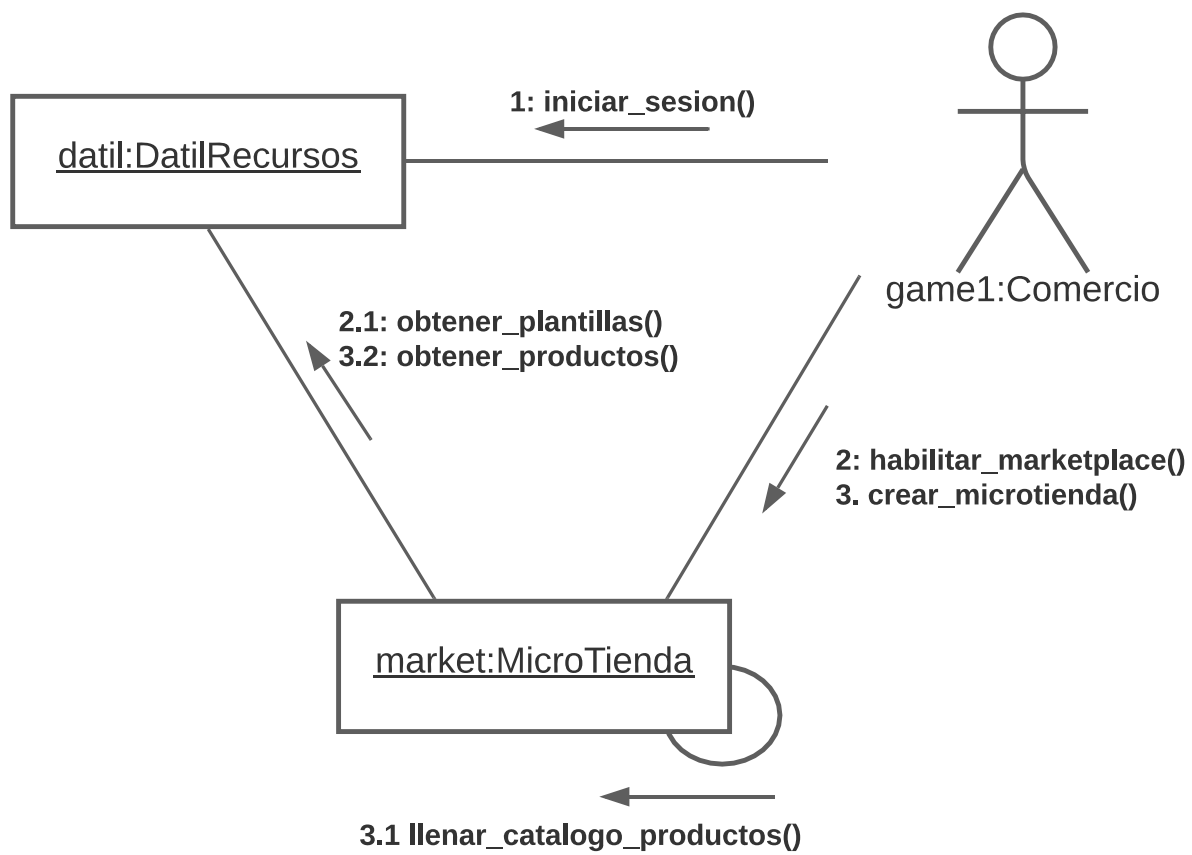 1: iniciar_sesion()
datil:DatilRecursos
game1:Comercio
2.1: obtener_plantillas()
3.2: obtener_productos()
2: habilitar_marketplace()
3. crear_microtienda()
market:MicroTienda
3.1 llenar_catalogo_productos()